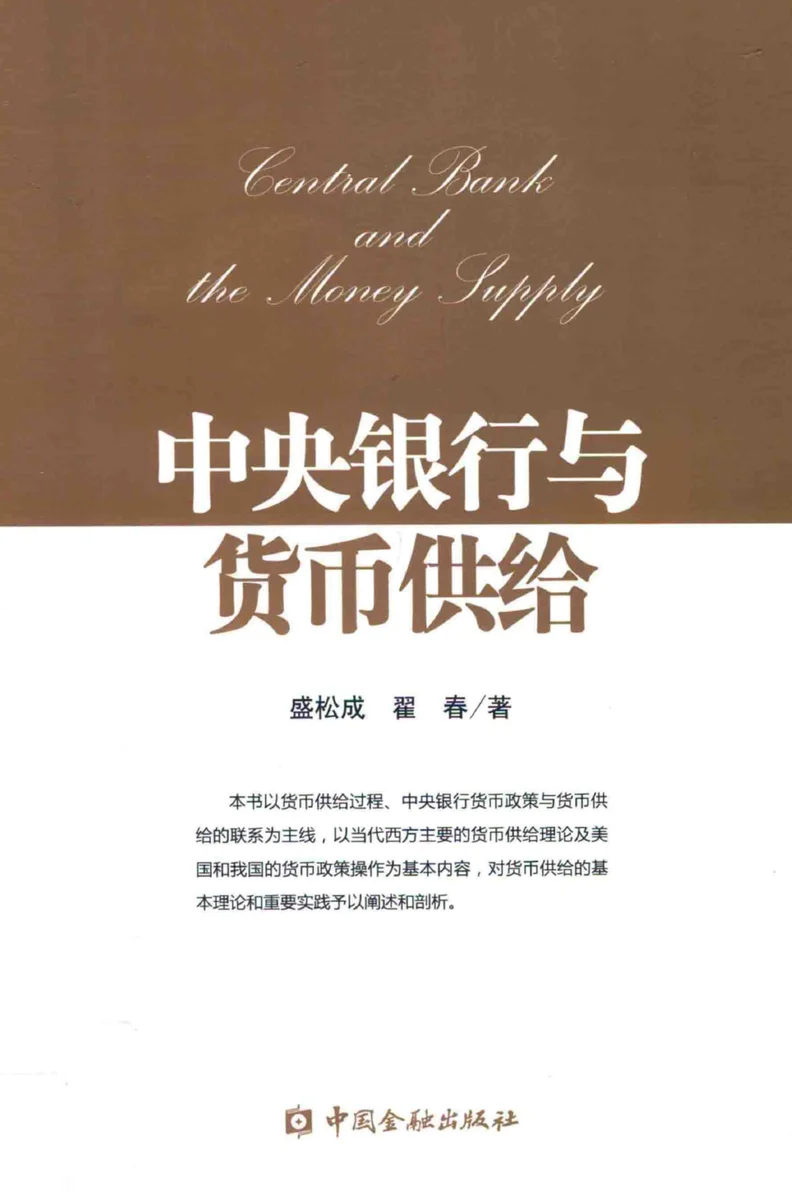 Central Bank
and
the Money Supply
中央银行与
货币供给
盛松成 翟 春/著
本书以货币供给过程、中央银行货币政策与货币供
给的联系为主线，以当代西方主要的货币供给理论及美
国和我国的货币政策操作为基本内容，对货币供给的基
本理论和重要实践予以阐述和剖析。
中国金融出版社